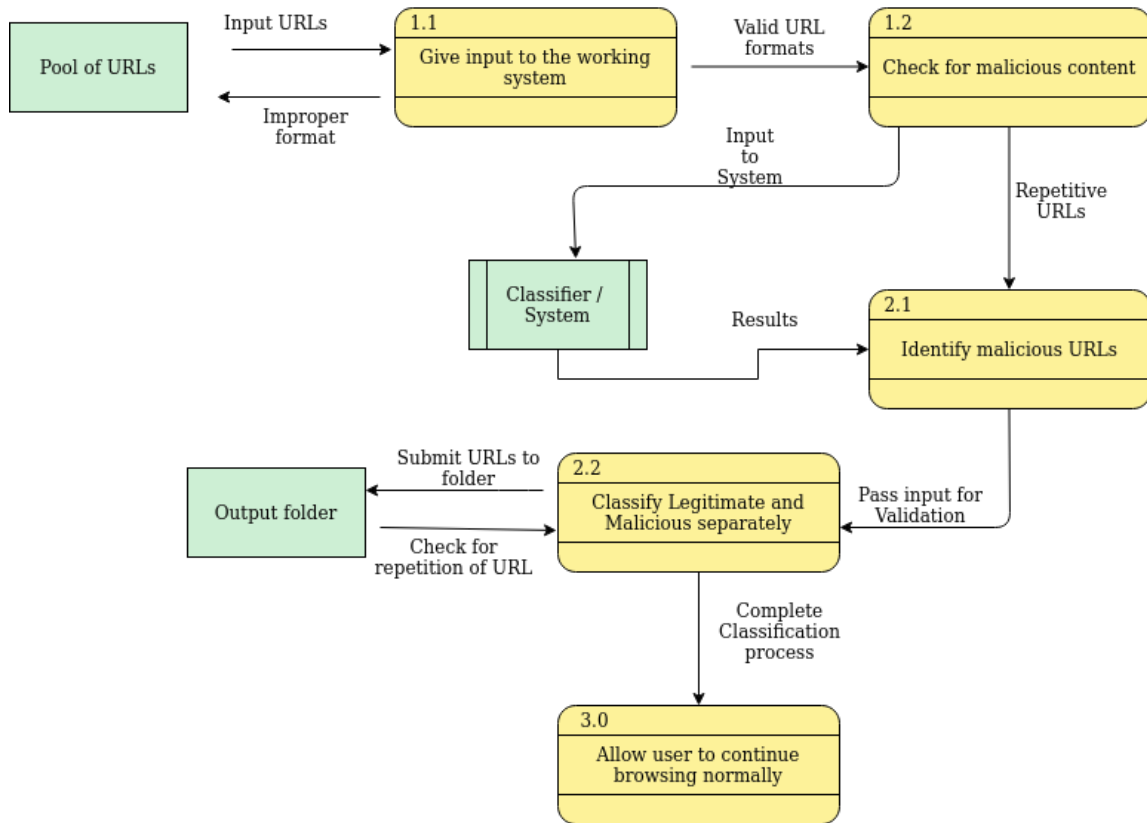 Input URLs
Pool of URLs
Improper
format
1.1
Give input to the working
system
Valid URL
formats
1.2
Check for malicious content
Input
to
System
Repetitive
URLs
Classifier /
System
Results
2.1
Identify malicious URLs
Submit URLs to
folder
Output folder
Check for
repetition of URL
2.2
Classify Legitimate and
Malicious separately
Pass input for
Validation
Complete
Classification
process
3.0
Allow user to continue
browsing normally